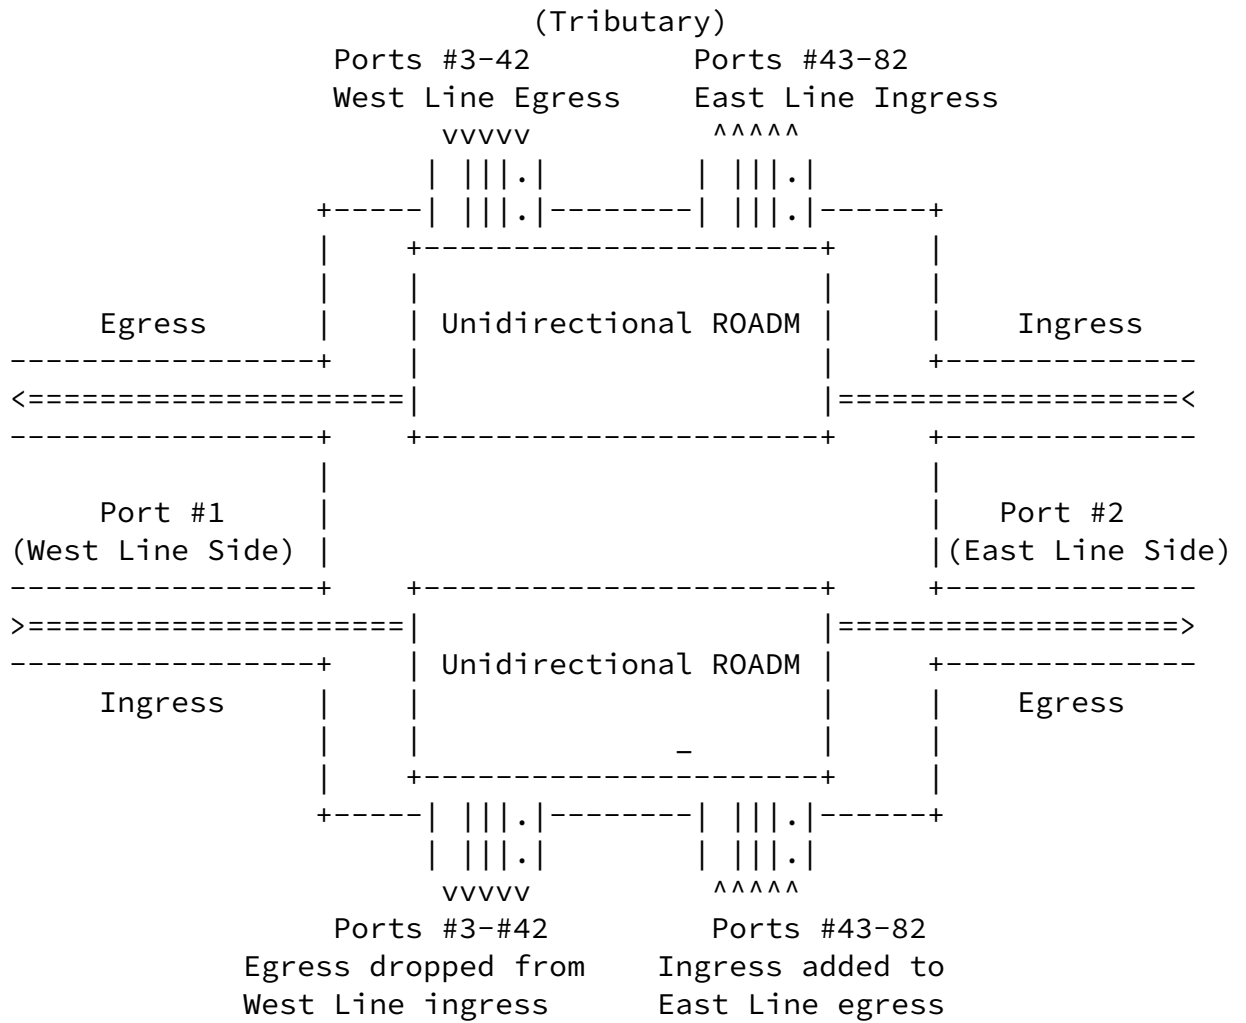 (Tributary)
Ports #3-42 Ports #43-82
West Line Egress East Line Ingress
vvvvv ^^^^^
Egress Unidirectional ROADM Ingress
Port #1 Port #2
(West Line Side) (East Line Side)
Unidirectional ROADM
Ingress Egress
vvvvv ^^^^^
Ports #3-#42 Ports #43-82
Egress dropped from Ingress added to
West Line ingress East Line egress